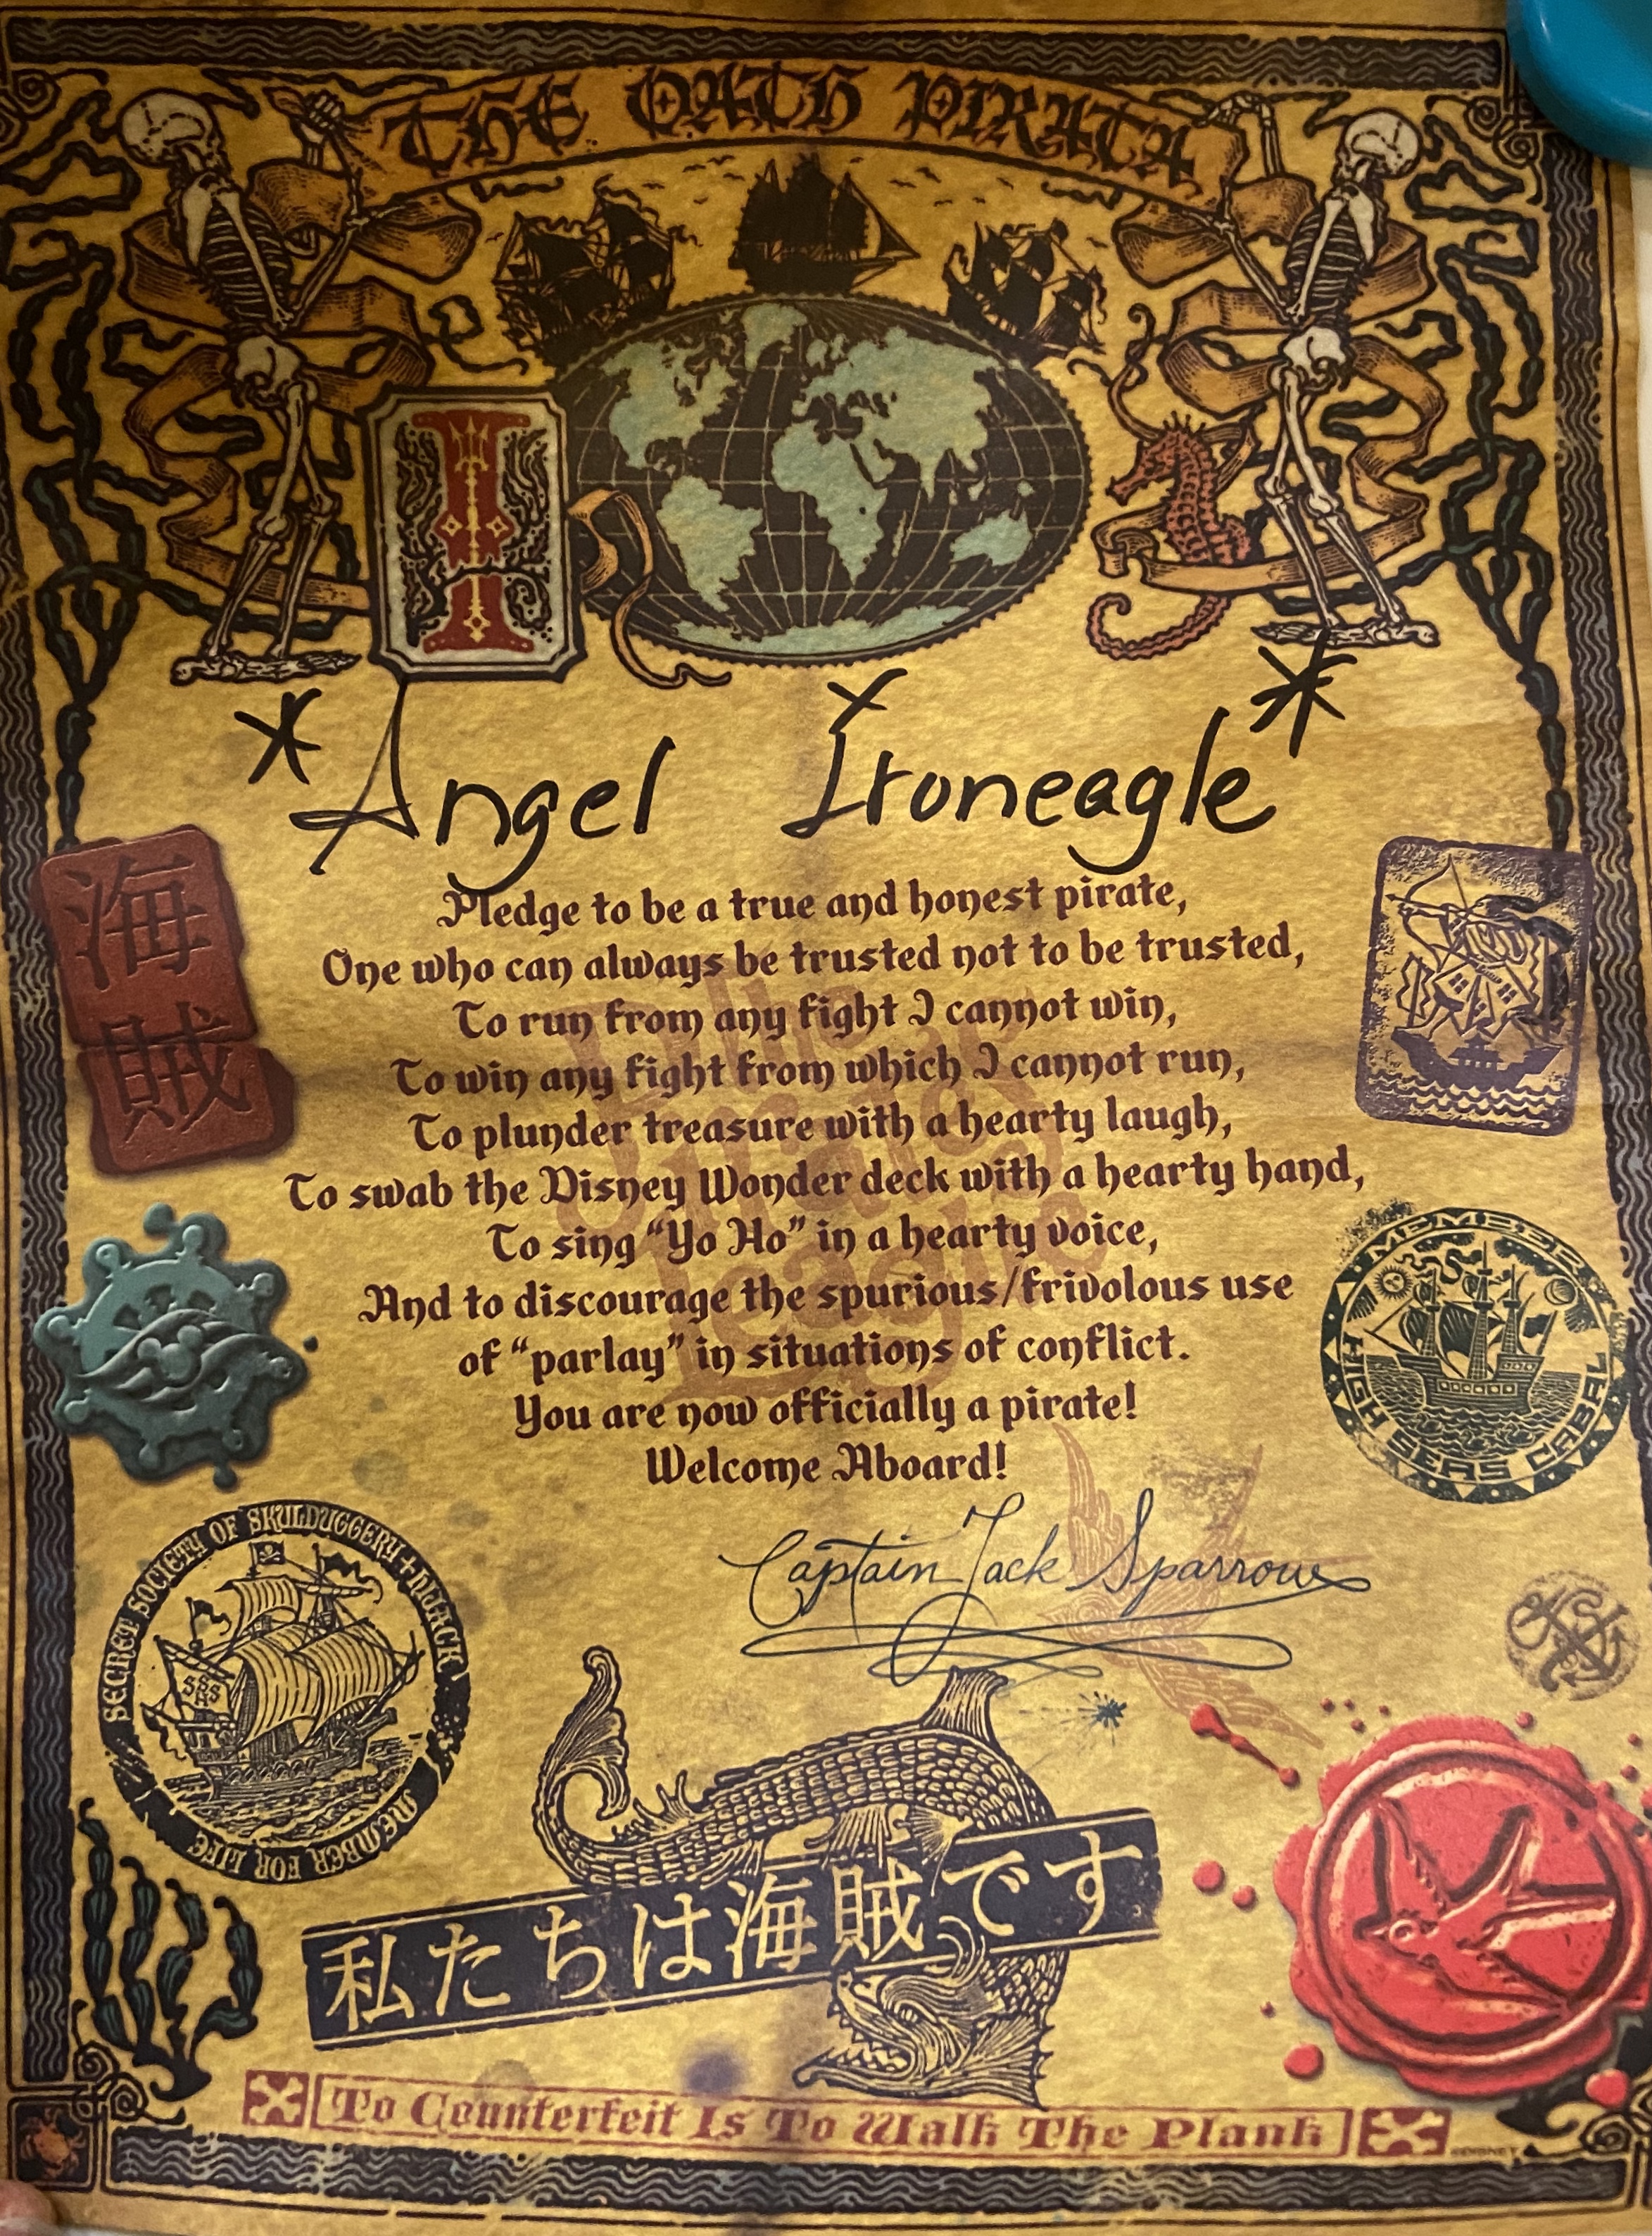 THE OATH PIRATA
I
Angel Ironeagle
Pledge to be a true and honest pirate,
One who can always be trusted not to be trusted,
To run from any fight I cannot win,
To win any fight from which I cannot run,
To plunder treasure with a hearty laugh,
To swab the Disney Wonder deck with a hearty hand,
To sing “Yo Ho” in a hearty voice,
And to discourage the spurious/frivolous use
of “parlay” in situations of conflict.
You are now officially a pirate!
Welcome Aboard!
海賊
The Pirates League
MEMBER
HIGH SEAS CABAL
Captain Jack Sparrow
SECRET SOCIETY OF SKULDUGGERY
MEMBER FOR LIFE
SSS
私たちは海賊です
To Counterfeit Is To Walk The Plank
©DISNEY